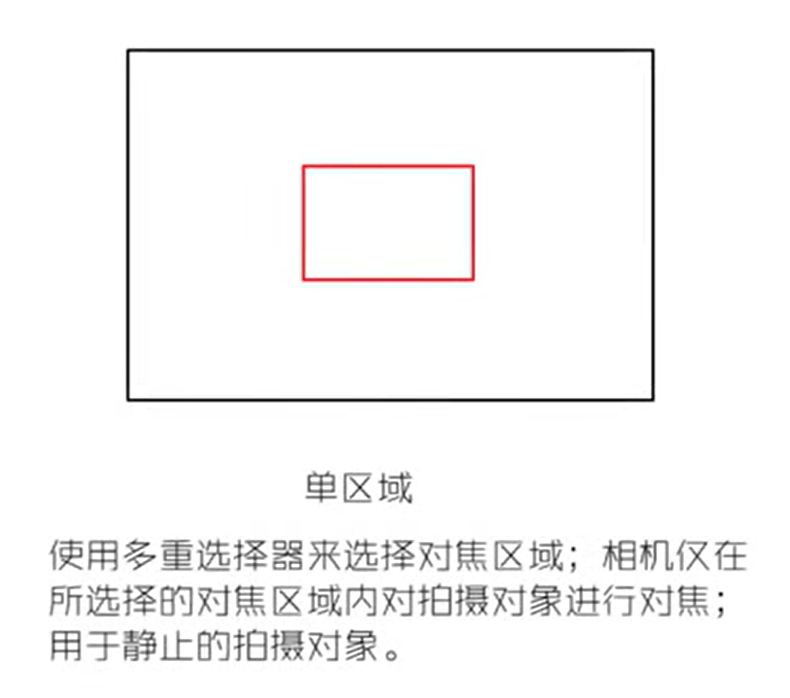 单区域
使用多重选择器来选择对焦区域；相机仅在
所选择的对焦区域内对拍摄对象进行对焦；
用于静止的拍摄对象。